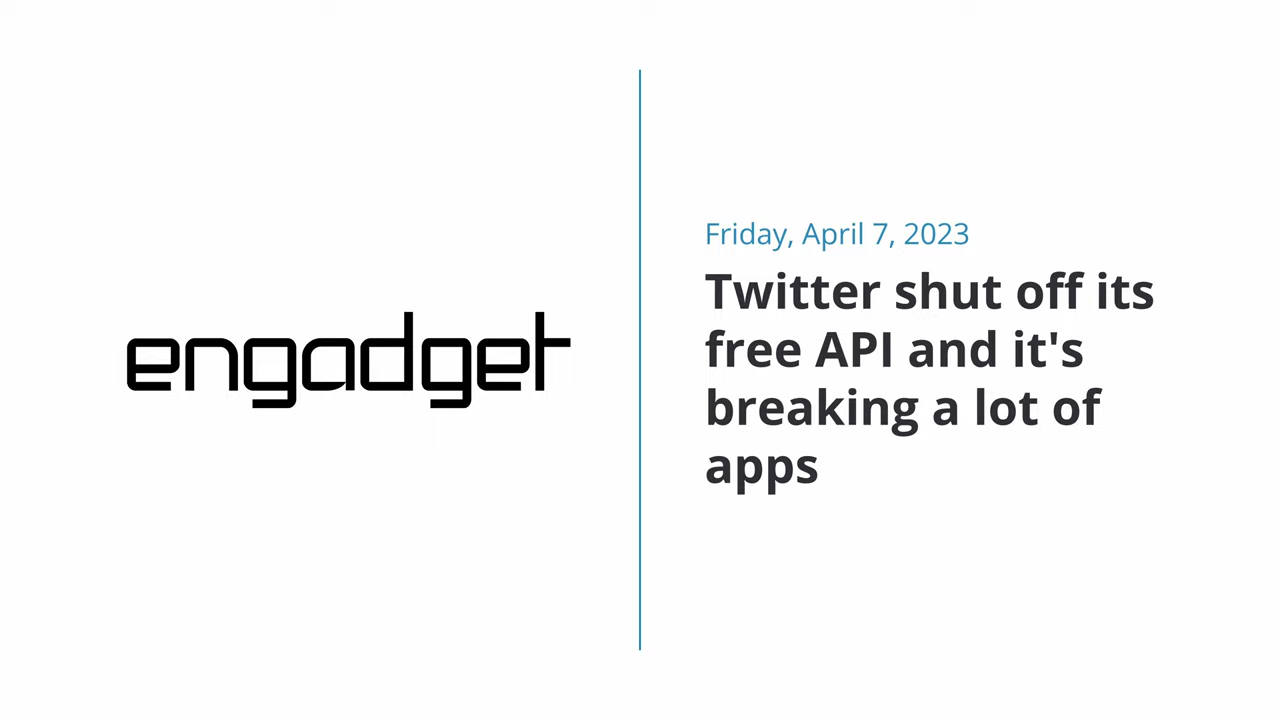 engadget
Friday, April 7, 2023
Twitter shut off its
free API and it's
breaking a lot of
apps